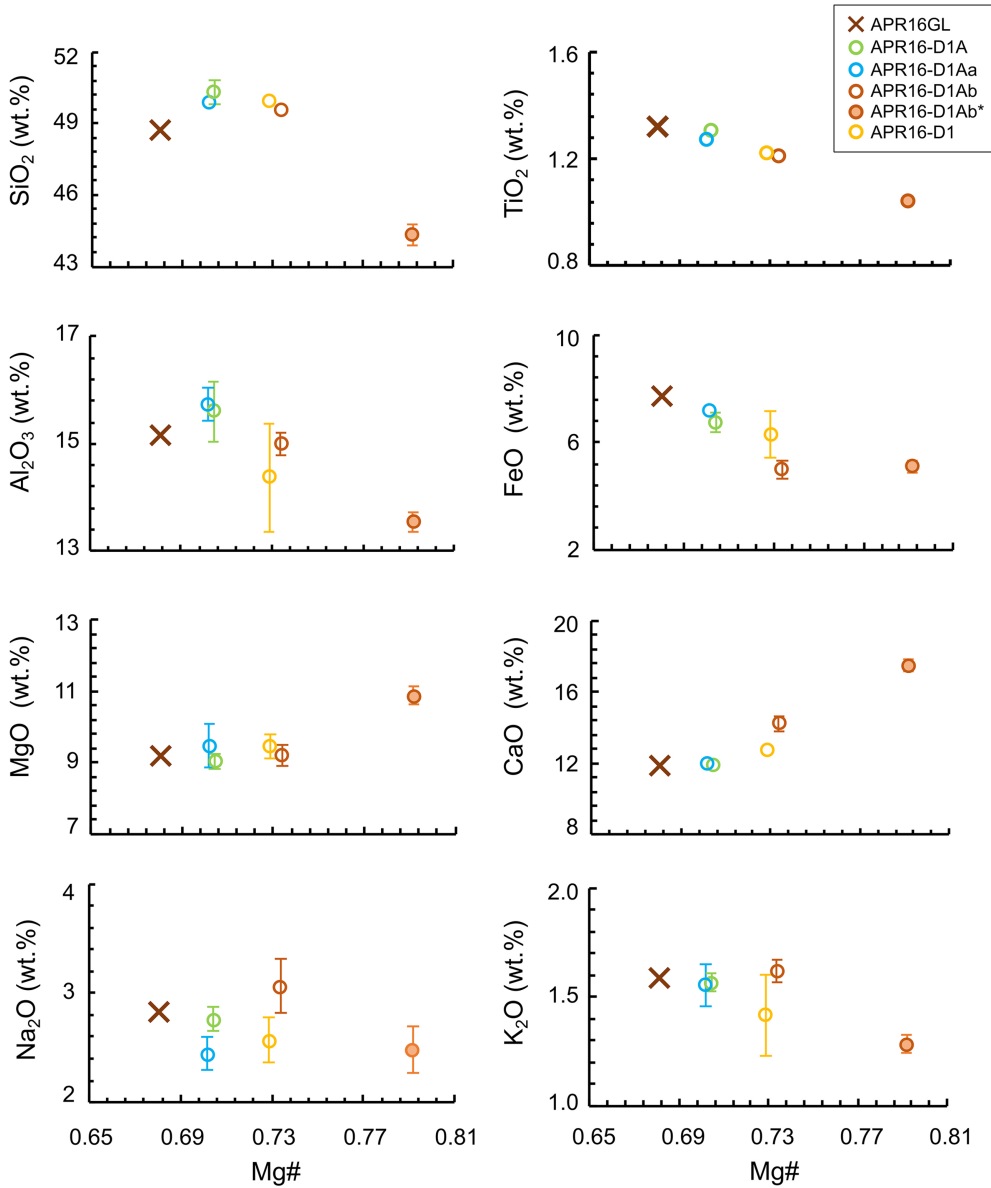 APR16GL
APR16-D1A
APR16-D1Aa
APR16-D1Ab
APR16-D1Ab*
APR16-D1
SiO₂ (wt.%)
52
49
46
43
TiO₂ (wt.%)
1.6
1.2
0.8
Al₂O₃ (wt.%)
17
15
13
FeO (wt.%)
10
6
2
MgO (wt.%)
13
11
9
7
CaO (wt.%)
20
16
12
8
Na₂O (wt.%)
4
3
2
K₂O (wt.%)
2.0
1.5
1.0
0.65 0.69 0.73 0.77 0.81
Mg#
0.65 0.69 0.73 0.77 0.81
Mg#